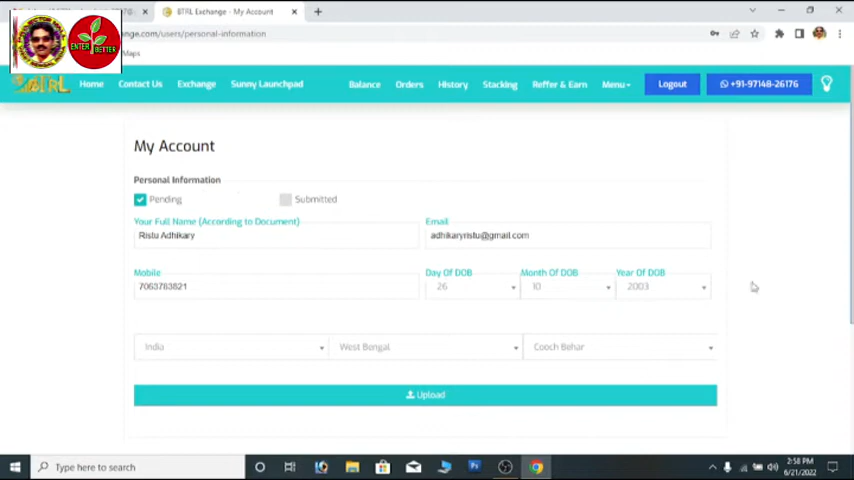 BTRL Exchange - My Account
ange.com/users/personal-information
Maps
ENTER BETTER
BTRL Home Contact Us Exchange Sunny Launchpad Balance Orders History Stacking Reffer & Earn Menu Logout +91-97148-26176
My Account
Personal Information
Pending Submitted
Your Full Name (According to Document) Email
Ristu Adhikary adhikaryristu@gmail.com
Mobile Day Of DOB Month Of DOB Year Of DOB
7063763821 26 10 2003
India West Bengal Cooch Behar
Upload
Type here to search
2:58 PM
6/21/2022